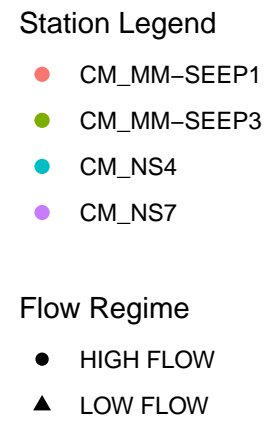 Station Legend
CM_MM−SEEP1
CM_MM−SEEP3
CM_NS4
CM_NS7
Flow Regime
HIGH FLOW
LOW FLOW